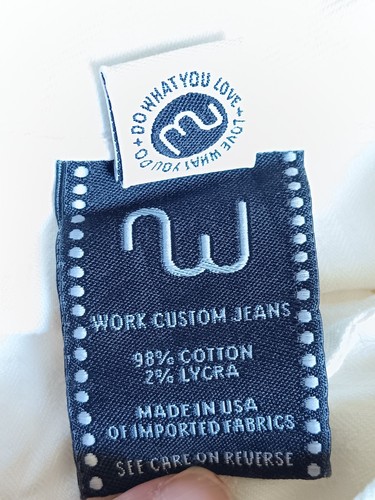 DO WHAT YOU LOVE + LOVE WHAT YOU DO +
WORK CUSTOM JEANS
98% COTTON
2% LYCRA
MADE IN USA
OF IMPORTED FABRICS
SEE CARE ON REVERSE